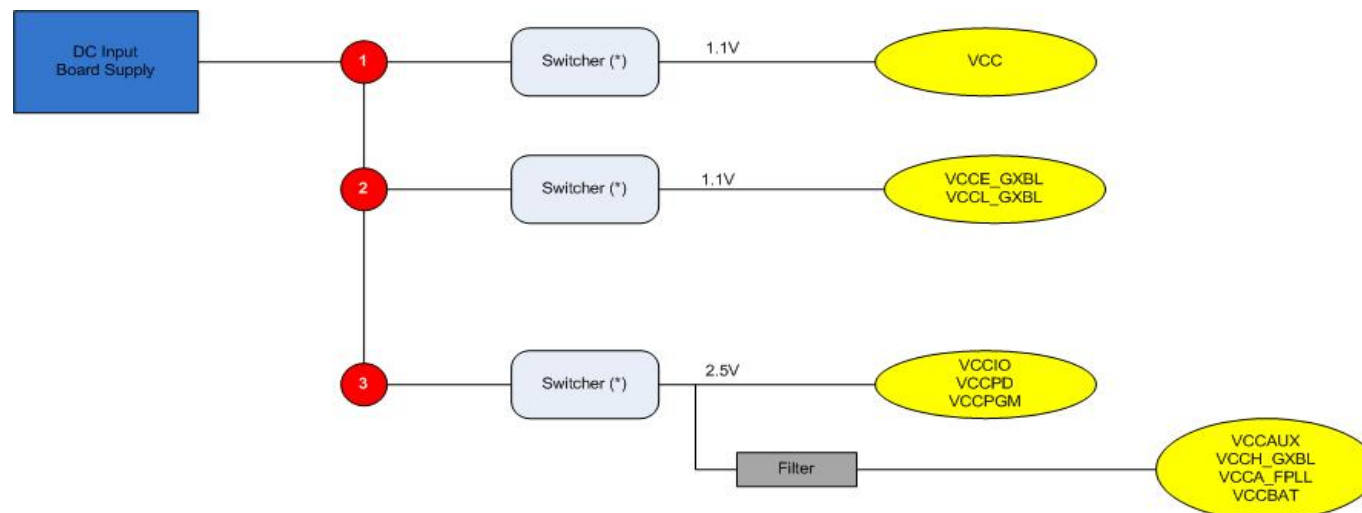 DC Input
Board Supply
1
Switcher (*)
1.1V
VCC
2
Switcher (*)
1.1V
VCCE_GXBL
VCCL_GXBL
3
Switcher (*)
2.5V
VCCIO
VCCPD
VCCPGM
Filter
VCCAUX
VCCH_GXBL
VCCA_FPLL
VCCBAT